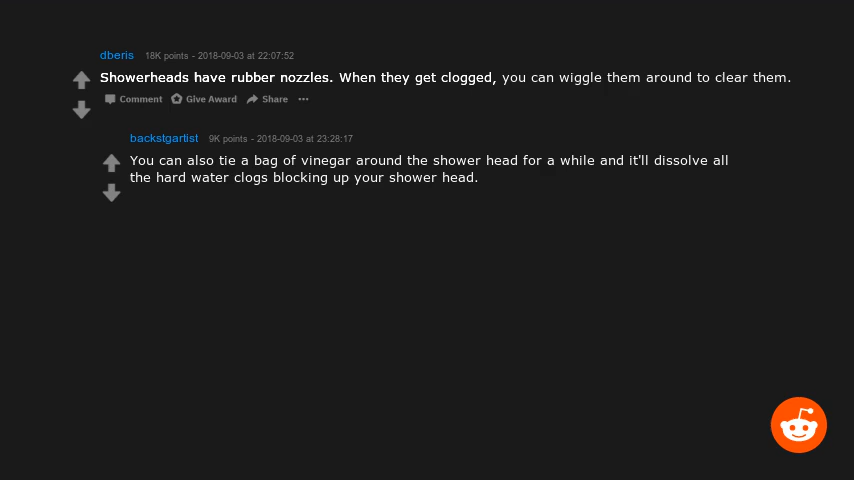 dberis 18K points - 2018-09-03 at 22:07:52
Showerheads have rubber nozzles. When they get clogged, you can wiggle them around to clear them.
Comment Give Award Share ···
backstgartist 9K points - 2018-09-03 at 23:28:17
You can also tie a bag of vinegar around the shower head for a while and it'll dissolve all
the hard water clogs blocking up your shower head.